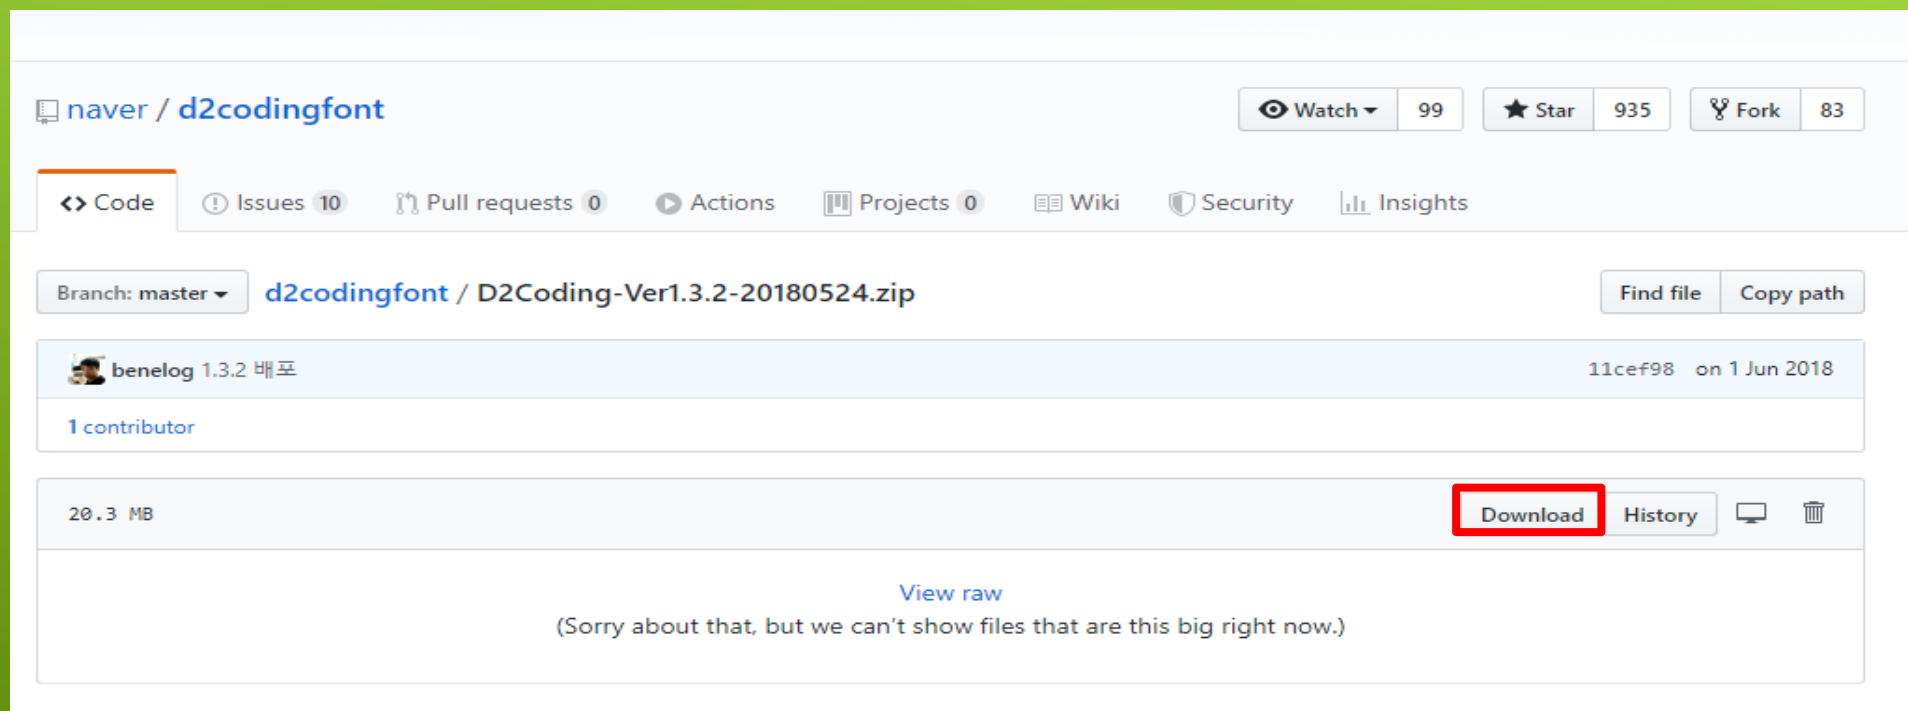 naver / d2codingfont
Watch 99 Star 935 Fork 83
Code Issues 10 Pull requests 0 Actions Projects 0 Wiki Security Insights
Branch: master d2codingfont / D2Coding-Ver1.3.2-20180524.zip Find file Copy path
benelog 1.3.2 배포 11cef98 on 1 Jun 2018
1 contributor
20.3 MB Download History
View raw
(Sorry about that, but we can't show files that are this big right now.)